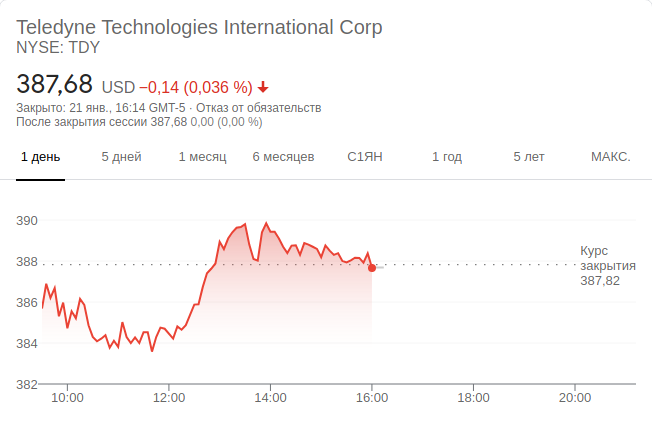 Teledyne Technologies International Corp
NYSE: TDY
387,68 USD −0,14 (0,036 %)
Закрыто: 21 янв., 16:14 GMT-5 · Отказ от обязательств
После закрытия сессии 387,68 0,00 (0,00 %)
1 день 5 дней 1 месяц 6 месяцев С1ЯН 1 год 5 лет МАКС.
390
388
386
384
382
Курс
закрытия
387,82
10:00 12:00 14:00 16:00 18:00 20:00